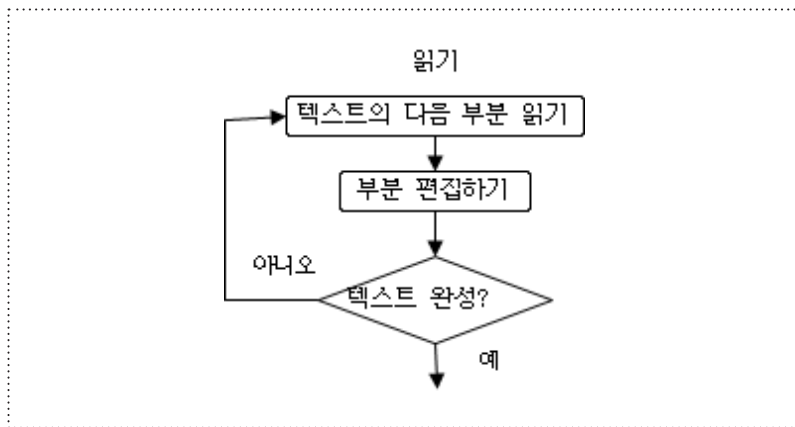 읽기
텍스트의 다음 부분 읽기
부분 편집하기
아니오
텍스트 완성?
예